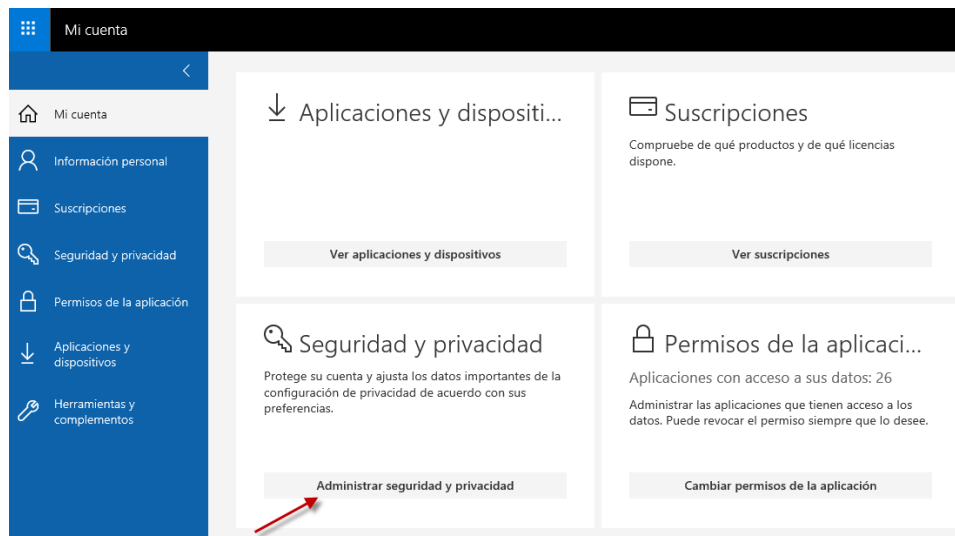 Mi cuenta
Mi cuenta
Información personal
Suscripciones
Seguridad y privacidad
Permisos de la aplicación
Aplicaciones y
dispositivos
Herramientas y
complementos
Aplicaciones y dispositi...
Ver aplicaciones y dispositivos
Suscripciones
Compruebe de qué productos y de qué licencias
dispone.
Ver suscripciones
Seguridad y privacidad
Protege su cuenta y ajusta los datos importantes de la
configuración de privacidad de acuerdo con sus
preferencias.
Administrar seguridad y privacidad
Permisos de la aplicaci...
Aplicaciones con acceso a sus datos: 26
Administrar las aplicaciones que tienen acceso a los
datos. Puede revocar el permiso siempre que lo desee.
Cambiar permisos de la aplicación